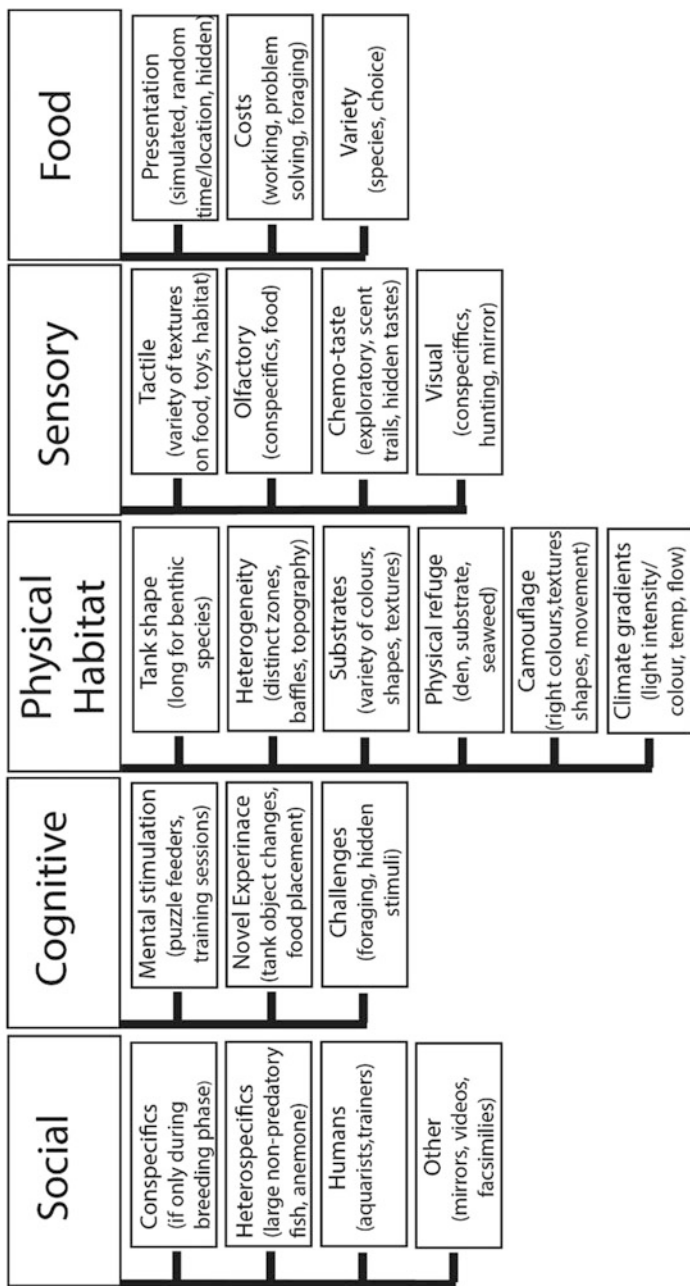 Social
Conspecifics
(if only during
breeding phase)
Heterospecifics
(large non-predatory
fish, anemone)
Humans
(aquarists,trainers)
Other
(mirrors, videos,
facsimilies)
Cognitive
Mental stimulation
(puzzle feeders,
training sessions)
Novel Experinace
(tank object changes,
food placement)
Challenges
(foraging, hidden
stimuli)
Physical
Habitat
Tank shape
(long for benthic
species)
Heterogeneity
(distinct zones,
baffles, topography)
Substrates
(variety of colours,
shapes, textures)
Physical refuge
(den, substrate,
seaweed)
Camouflage
(right colours,textures
shapes, movement)
Climate gradients
(light intensity/
colour, temp, flow)
Sensory
Tactile
(variety of textures
on food, toys, habitat)
Olfactory
(conspecifics, food)
Chemo-taste
(exploratory, scent
trails, hidden tastes)
Visual
(conspeciffics,
hunting, mirror)
Food
Presentation
(simulated, random
time/location, hidden)
Costs
(working, problem
solving, foraging)
Variety
(species, choice)